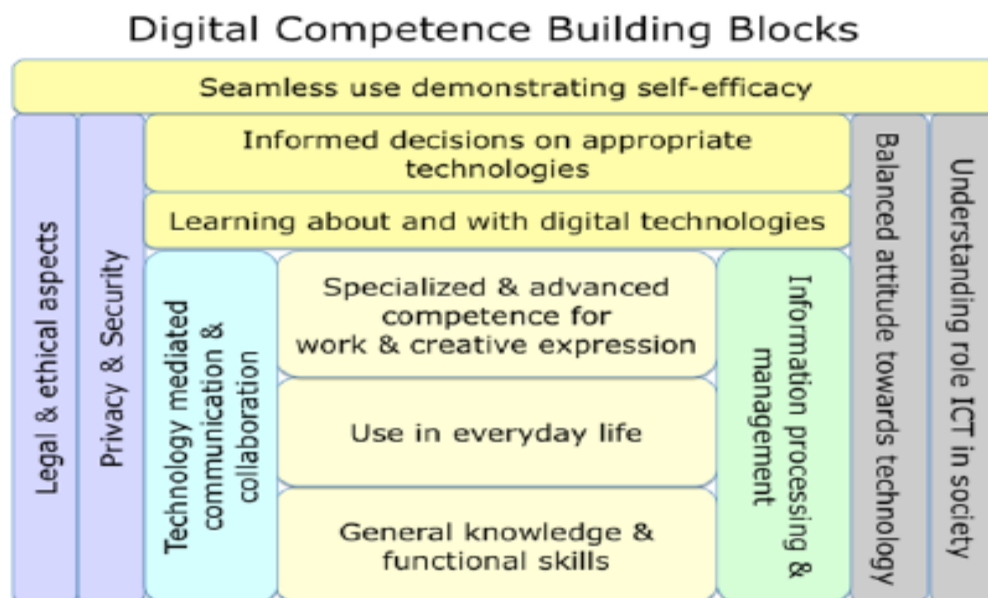 Digital Competence Building Blocks
Seamless use demonstrating self-efficacy
Legal & ethical aspects
Privacy & Security
Informed decisions on appropriate
technologies
Learning about and with digital technologies
Technology mediated
communication &
collaboration
Specialized & advanced
competence for
work & creative expression
Use in everyday life
General knowledge &
functional skills
Information processing &
management
Balanced attitude towards technology
Understanding role ICT in society